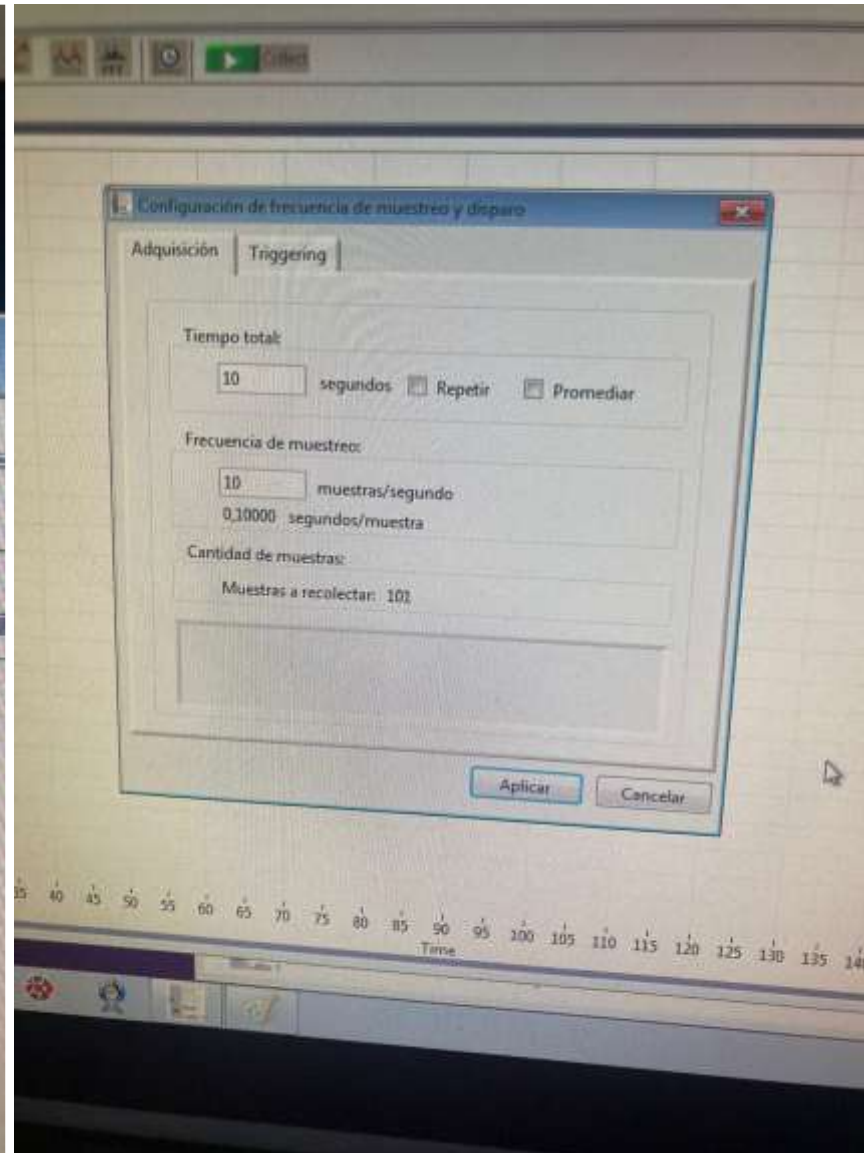 Collect
Configuración de frecuencia de muestreo y disparo
Adquisición Triggering
Tiempo total:
10 segundos Repetir Promediar
Frecuencia de muestreo:
10 muestras/segundo
0,10000 segundos/muestra
Cantidad de muestras:
Muestras a recolectar: 101
Aplicar Cancelar
35 40 45 50 55 60 65 70 75 80 85 90 95 100 105 110 115 120 125 130 135 140
Time